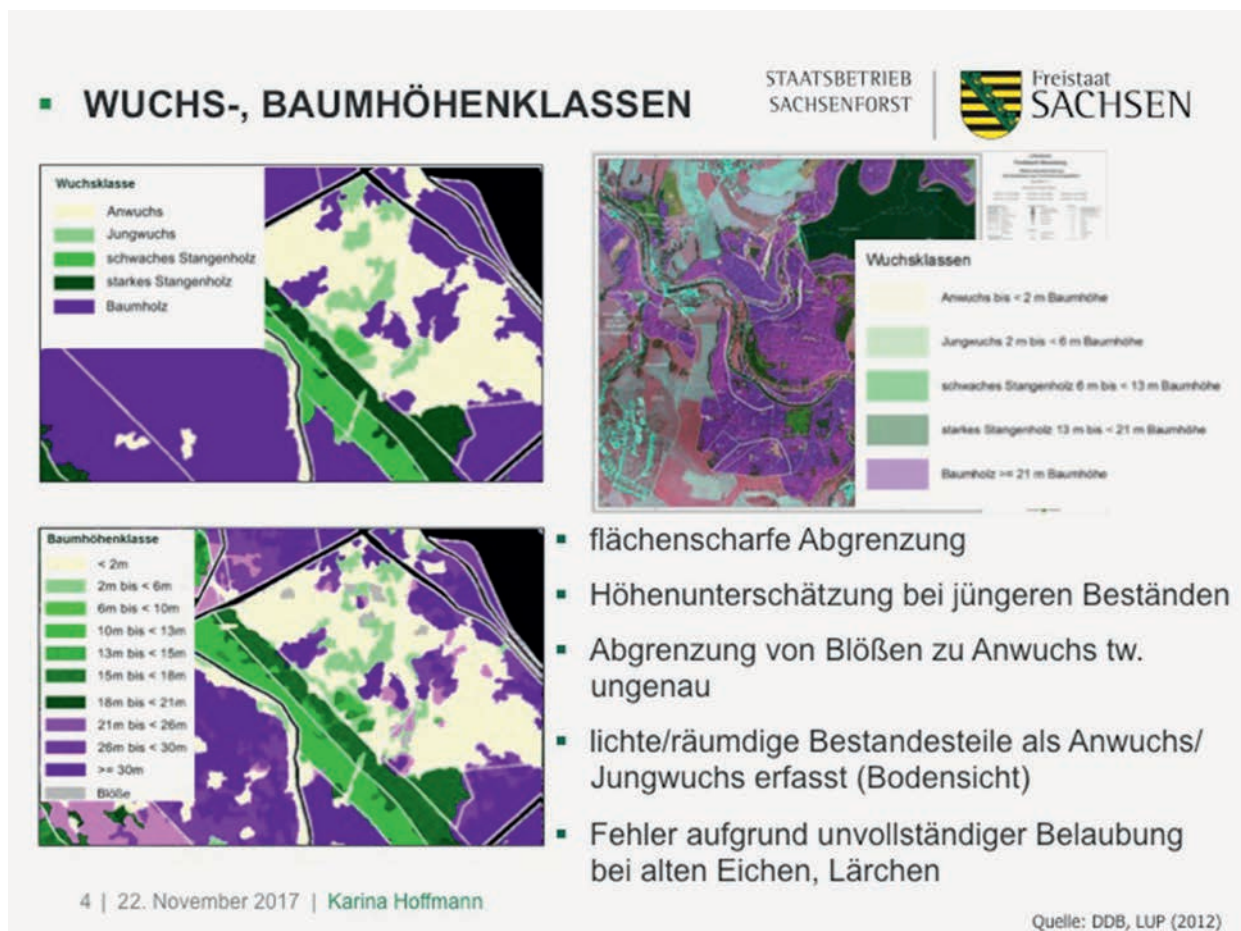 ▪ WUCHS-, BAUMHÖHENKLASSEN
STAATSBETRIEB
SACHSENFORST
Freistaat
SACHSEN
Wuchsklasse
Anwuchs
Jungwuchs
schwaches Stangenholz
starkes Stangenholz
Baumholz
Wuchsklassen
Anwuchs bis < 2 m Baumhöhe
Jungwuchs 2 m bis < 6 m Baumhöhe
schwaches Stangenholz 6 m bis < 13 m Baumhöhe
starkes Stangenholz 13 m bis < 21 m Baumhöhe
Baumholz >= 21 m Baumhöhe
Baumhöhenklasse
< 2m
2m bis < 6m
6m bis < 10m
10m bis < 13m
13m bis < 15m
15m bis < 18m
18m bis < 21m
21m bis < 26m
26m bis < 30m
>= 30m
Blöße
▪ flächenscharfe Abgrenzung
▪ Höhenunterschätzung bei jüngeren Beständen
▪ Abgrenzung von Blößen zu Anwuchs tw.
ungenau
▪ lichte/räumdige Bestandesteile als Anwuchs/
Jungwuchs erfasst (Bodensicht)
▪ Fehler aufgrund unvollständiger Belaubung
bei alten Eichen, Lärchen
4 | 22. November 2017 | Karina Hoffmann
Quelle: DDB, LUP (2012)